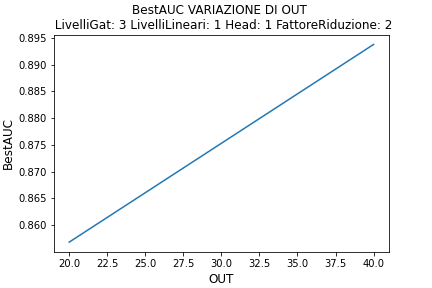 BestAUC VARIAZIONE DI OUT
LivelliGat: 3 LivelliLineari: 1 Head: 1 FattoreRiduzione: 2
0.895
0.890
0.885
0.880
0.875
0.870
0.865
0.860
BestAUC
20.0 22.5 25.0 27.5 30.0 32.5 35.0 37.5 40.0
OUT